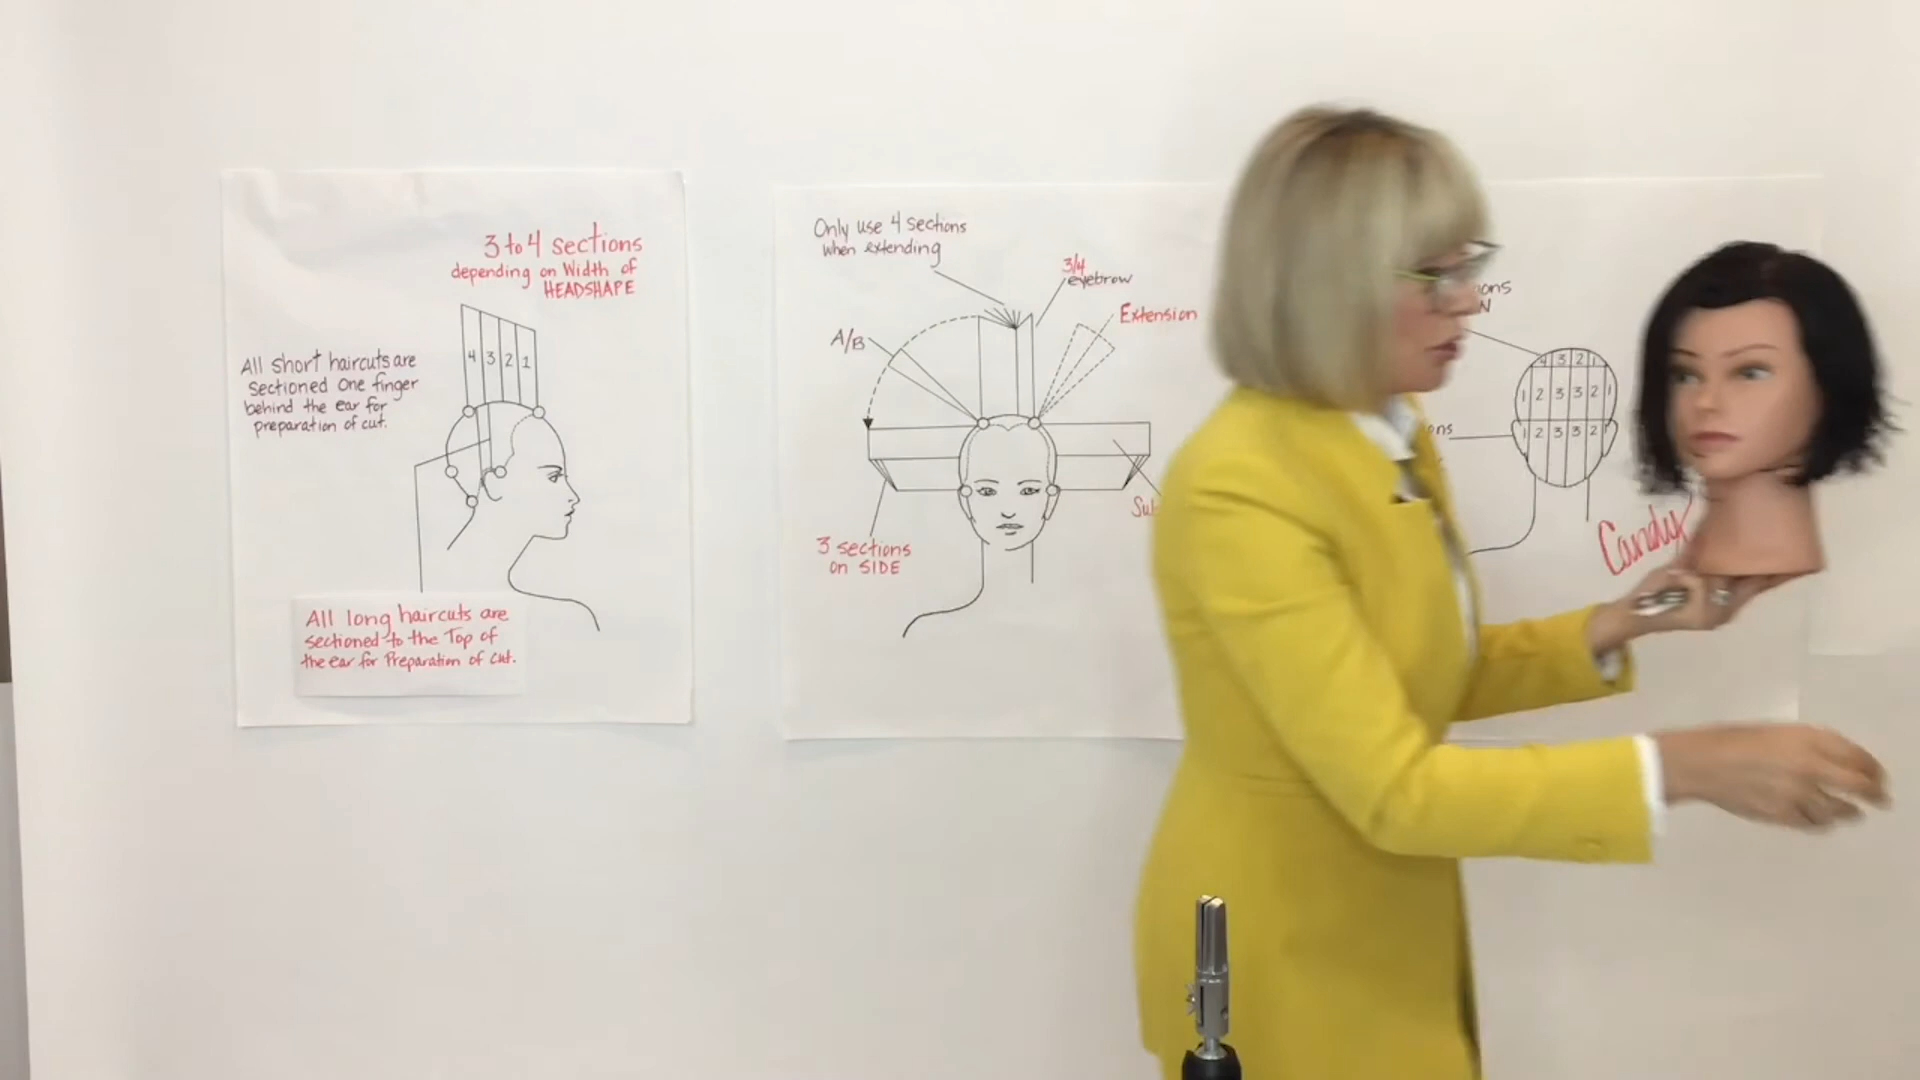 3 to 4 sections
depending on Width of
HEADSHAPE
4 3 2 1
All short haircuts are
sectioned one finger
behind the ear for
preparation of cut.
All long haircuts are
sectioned to the Top of
the ear for Preparation of cut.
Only use 4 sections
when extending
3/4
eyebrow
Extension
A/B
3 sections
on SIDE
4 3 2 1
1 2 3 3 2 1
1 2 3 3 2 1
Candy